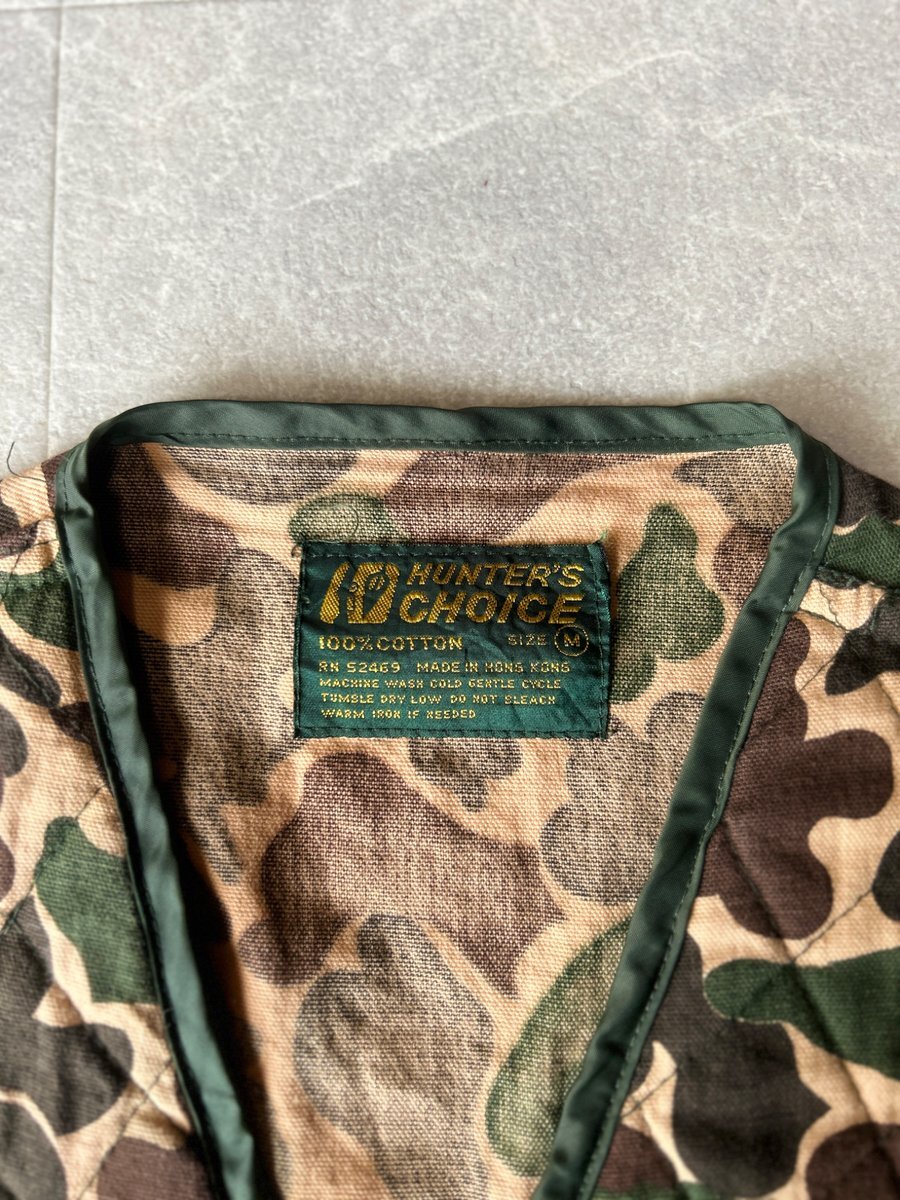 HUNTER'S
CHOICE
100% COTTON SIZE M
RN 52469 MADE IN HONG KONG
MACHINE WASH COLD GENTLE CYCLE
TUMBLE DRY LOW DO NOT BLEACH
WARM IRON IF NEEDED